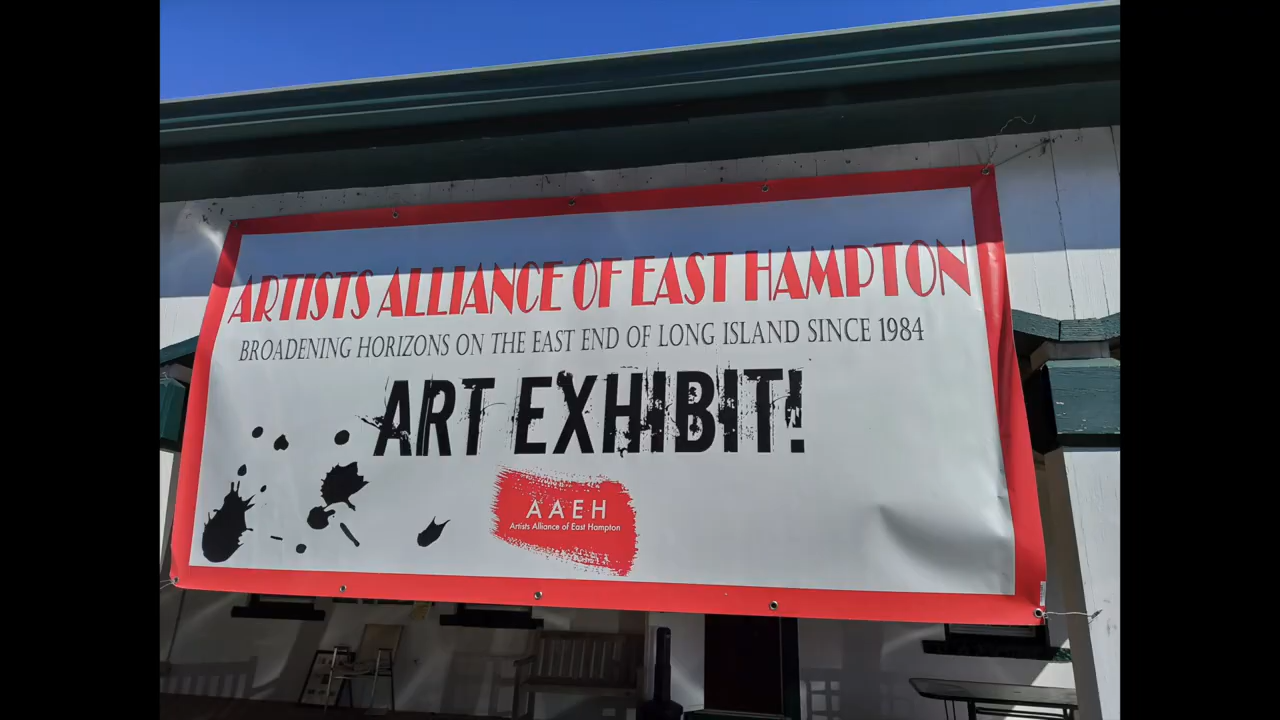 ARTISTS ALLIANCE OF EAST HAMPTON
BROADENING HORIZONS ON THE EAST END OF LONG ISLAND SINCE 1984
ART EXHIBIT!
AAEH
Artists Alliance of East Hampton